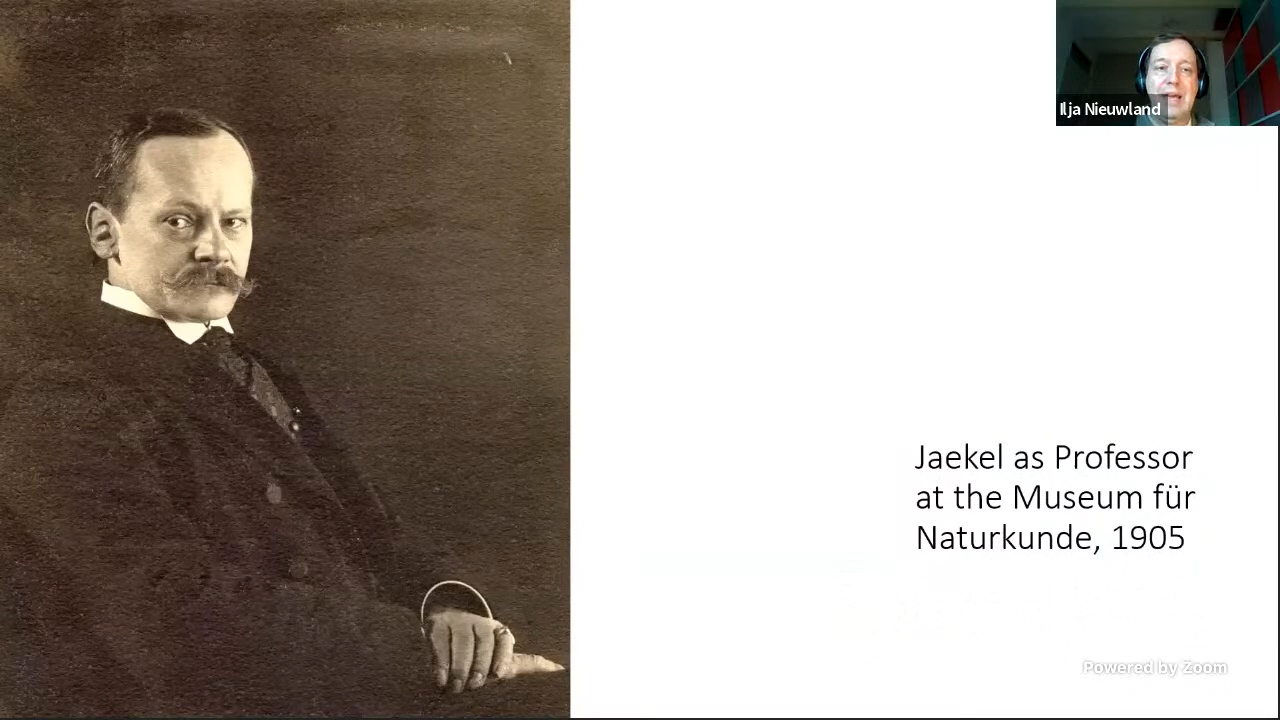 Ilja Nieuwland
Jaekel as Professor
at the Museum für
Naturkunde, 1905
Powered by Zoom